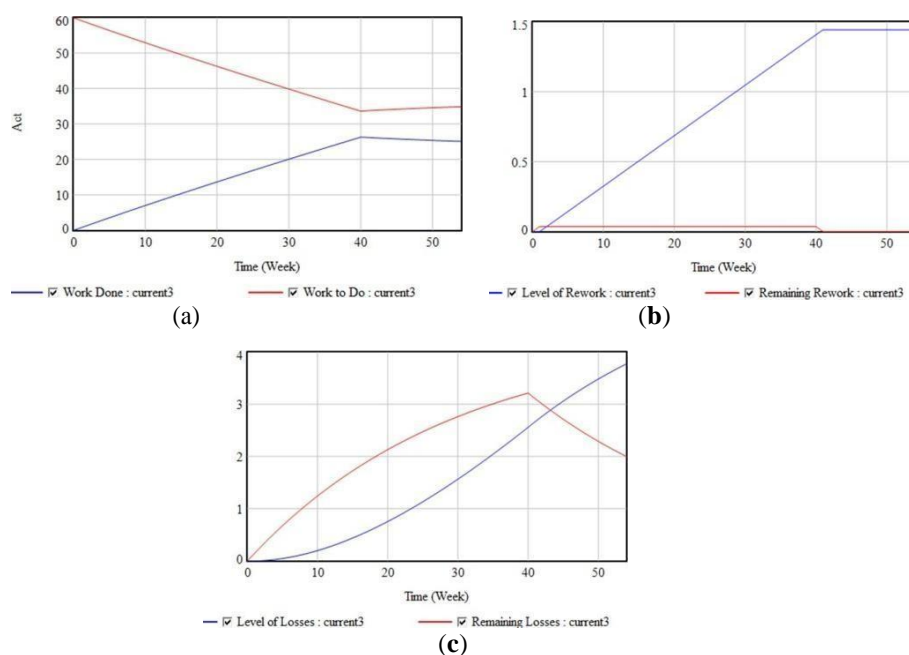 60
50
40
30
20
10
0
Act
0 10 20 30 40 50
Time (Week)
Work Done : current3 Work to Do : current3
(a)
1.5
1
0.5
0
0 10 20 30 40 50
Time (Week)
Level of Rework : current3 Remaining Rework : current3
(b)
4
3
2
1
0
0 10 20 30 40 50
Time (Week)
Level of Losses : current3 Remaining Losses : current3
(c)